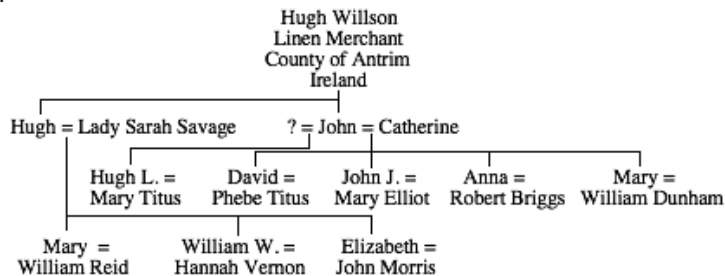 Hugh Willson
Linen Merchant
County of Antrim
Ireland
Hugh = Lady Sarah Savage ? = John = Catherine
Hugh L. = David = John J. = Anna = Mary =
Mary Titus Phebe Titus Mary Elliot Robert Briggs William Dunham
Mary = William W. = Elizabeth =
William Reid Hannah Vernon John Morris